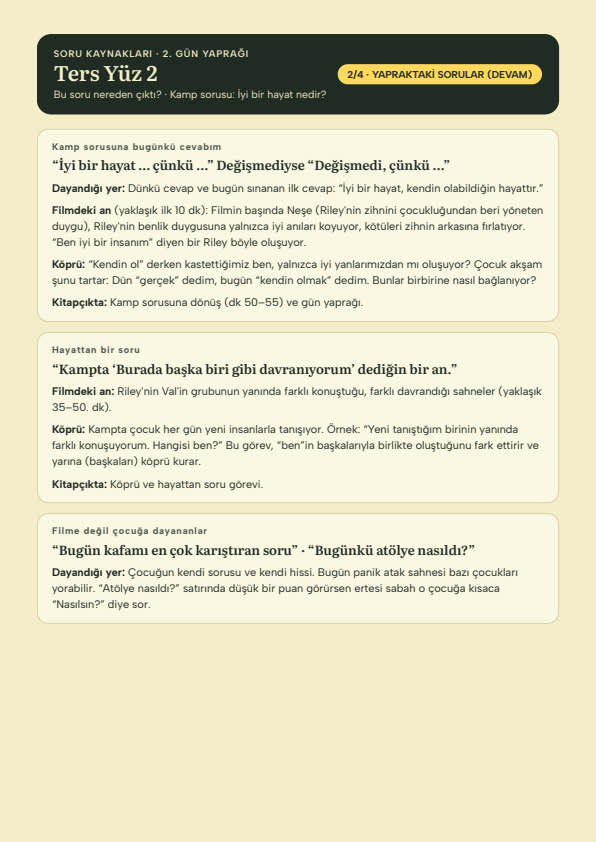 SORU KAYNAKLARI · 2. GÜN YAPRAĞI
Ters Yüz 2
Bu soru nereden çıktı? · Kamp sorusu: İyi bir hayat nedir?
2/4 · YAPRAKTAKİ SORULAR (DEVAM)
Kamp sorusuna bugünkü cevabım
“İyi bir hayat … çünkü …” Değişmediyse “Değişmedi, çünkü …”
Dayandığı yer: Dünkü cevap ve bugün sınanan ilk cevap: “İyi bir hayat, kendin olabildiğin hayattır.”
Filmdeki an (yaklaşık ilk 10 dk): Filmin başında Neşe (Riley'nin zihnini çocukluğundan beri yöneten
duygu), Riley'nin benlik duygusuna yalnızca iyi anıları koyuyor, kötüleri zihnin arkasına fırlatıyor.
“Ben iyi bir insanım” diyen bir Riley böyle oluşuyor.
Köprü: “Kendin ol” derken kastettiğimiz ben, yalnızca iyi yanlarımızdan mı oluşuyor? Çocuk akşam
şunu tartar: Dün “gerçek” dedim, bugün “kendin olmak” dedim. Bunlar birbirine nasıl bağlanıyor?
Kitapçıkta: Kamp sorusuna dönüş (dk 50–55) ve gün yaprağı.
Hayattan bir soru
“Kampta ‘Burada başka biri gibi davranıyorum’ dediğin bir an.”
Filmdeki an: Riley'nin Val'in grubunun yanında farklı konuştuğu, farklı davrandığı sahneler (yaklaşık
35–50. dk).
Köprü: Kampta çocuk her gün yeni insanlarla tanışıyor. Örnek: “Yeni tanıştığım birinin yanında
farklı konuşuyorum. Hangisi ben?” Bu görev, “ben”in başkalarıyla birlikte oluştuğunu fark ettirir ve
yarına (başkaları) köprü kurar.
Kitapçıkta: Köprü ve hayattan soru görevi.
Filme değil çocuğa dayananlar
“Bugün kafamı en çok karıştıran soru” · “Bugünkü atölye nasıldı?”
Dayandığı yer: Çocuğun kendi sorusu ve kendi hissi. Bugün panik atak sahnesi bazı çocukları
yorabilir. “Atölye nasıldı?” satırında düşük bir puan görürsen ertesi sabah o çocuğa kısaca
“Nasılsın?” diye sor.